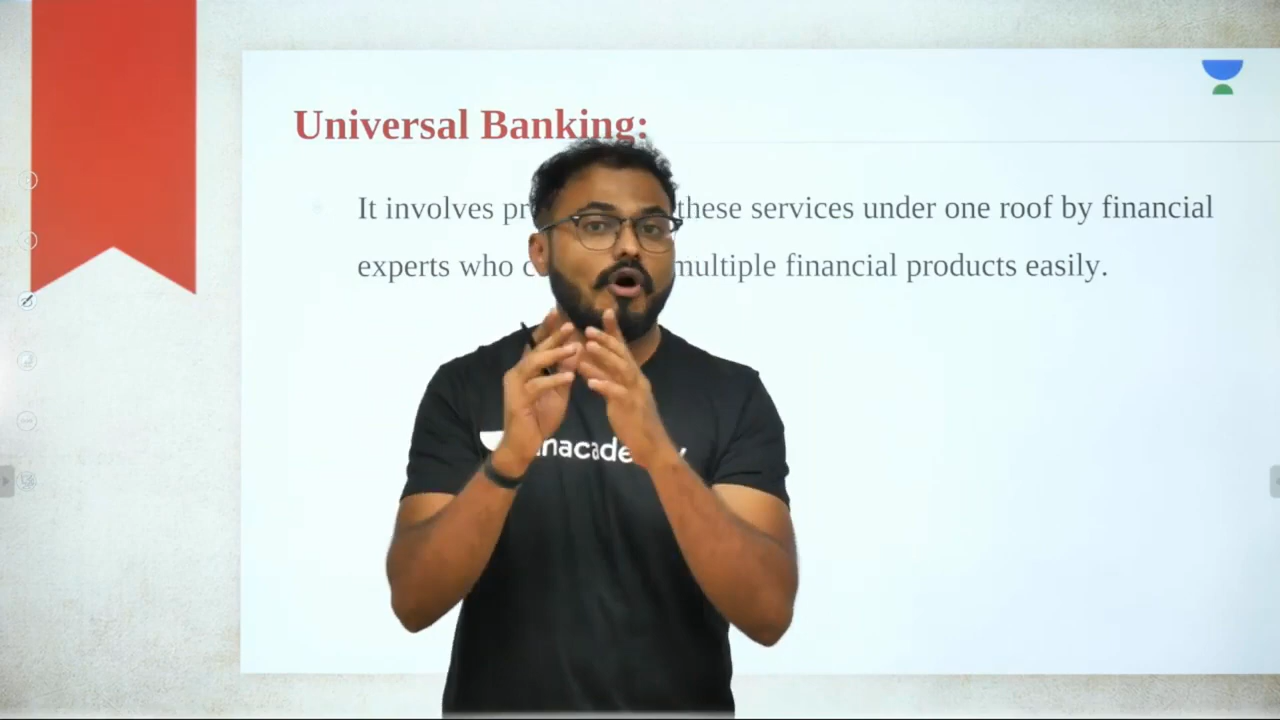 Universal Banking:
It involves pr these services under one roof by financial
experts who c multiple financial products easily.
nacade